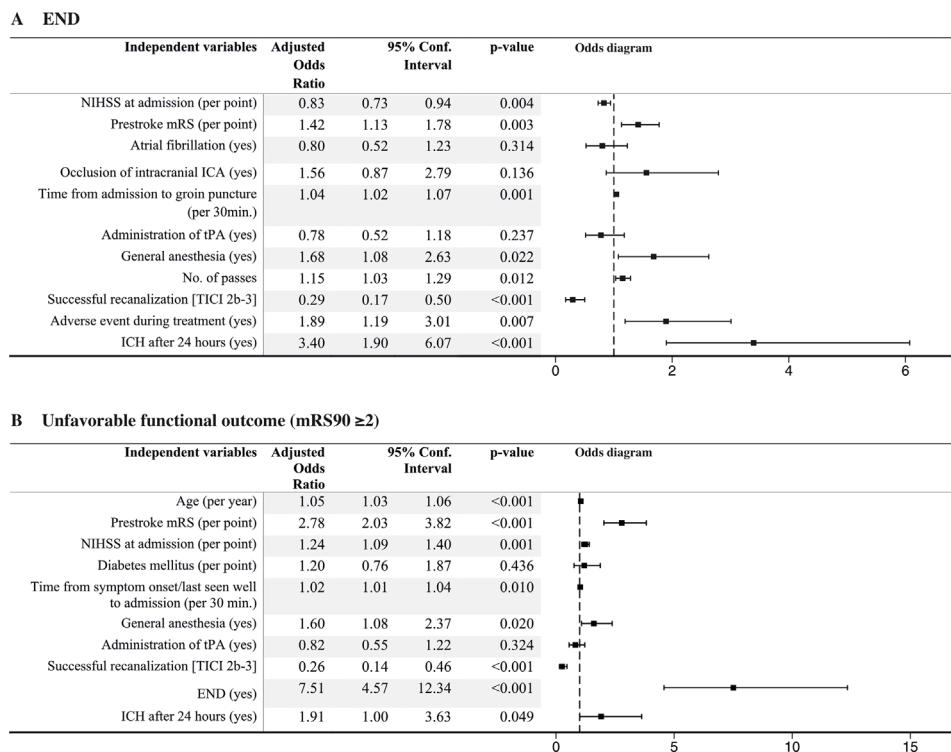 A END
Independent variables Adjusted Odds Ratio 95% Conf. Interval p-value Odds diagram
NIHSS at admission (per point) 0.83 0.73 0.94 0.004
Prestroke mRS (per point) 1.42 1.13 1.78 0.003
Atrial fibrillation (yes) 0.80 0.52 1.23 0.314
Occlusion of intracranial ICA (yes) 1.56 0.87 2.79 0.136
Time from admission to groin puncture 1.04 1.02 1.07 0.001
(per 30min.)
Administration of tPA (yes) 0.78 0.52 1.18 0.237
General anesthesia (yes) 1.68 1.08 2.63 0.022
No. of passes 1.15 1.03 1.29 0.012
Successful recanalization [TICI 2b-3] 0.29 0.17 0.50 <0.001
Adverse event during treatment (yes) 1.89 1.19 3.01 0.007
ICH after 24 hours (yes) 3.40 1.90 6.07 <0.001
0 2 4 6
B Unfavorable functional outcome (mRS90 ≥2)
Independent variables Adjusted Odds Ratio 95% Conf. Interval p-value Odds diagram
Age (per year) 1.05 1.03 1.06 <0.001
Prestroke mRS (per point) 2.78 2.03 3.82 <0.001
NIHSS at admission (per point) 1.24 1.09 1.40 0.001
Diabetes mellitus (per point) 1.20 0.76 1.87 0.436
Time from symptom onset/last seen well 1.02 1.01 1.04 0.010
to admission (per 30 min.)
General anesthesia (yes) 1.60 1.08 2.37 0.020
Administration of tPA (yes) 0.82 0.55 1.22 0.324
Successful recanalization [TICI 2b-3] 0.26 0.14 0.46 <0.001
END (yes) 7.51 4.57 12.34 <0.001
ICH after 24 hours (yes) 1.91 1.00 3.63 0.049
0 5 10 15